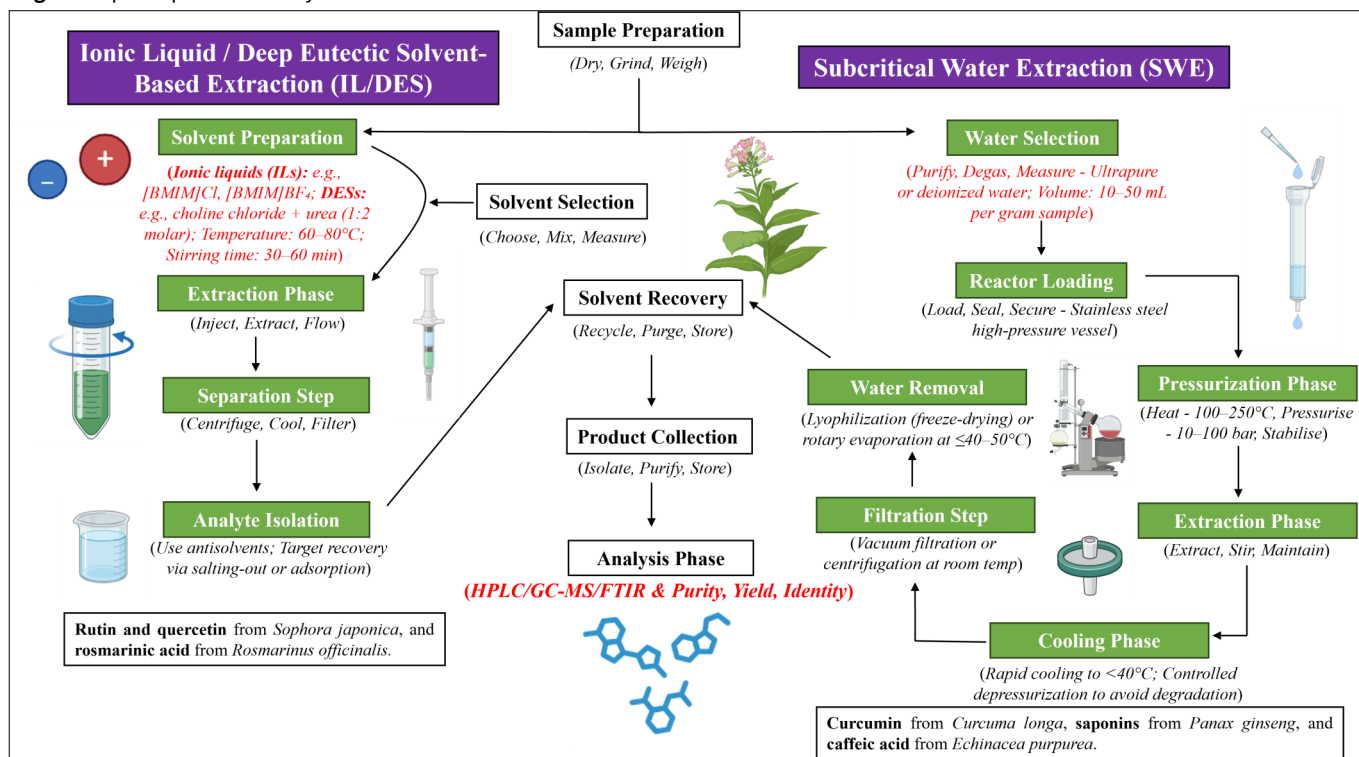 Sample Preparation
(Dry, Grind, Weigh)
Ionic Liquid / Deep Eutectic Solvent-
Based Extraction (IL/DES)
Solvent Preparation
(Ionic liquids (ILs): e.g.,
[BMIM]Cl, [BMIM]BF₄; DESs:
e.g., choline chloride + urea (1:2
molar); Temperature: 60–80°C;
Stirring time: 30–60 min)
Solvent Selection
(Choose, Mix, Measure)
Extraction Phase
(Inject, Extract, Flow)
Separation Step
(Centrifuge, Cool, Filter)
Analyte Isolation
(Use antisolvents; Target recovery
via salting-out or adsorption)
Rutin and quercetin from Sophora japonica, and
rosmarinic acid from Rosmarinus officinalis.
Solvent Recovery
(Recycle, Purge, Store)
Product Collection
(Isolate, Purify, Store)
Analysis Phase
(HPLC/GC-MS/FTIR & Purity, Yield, Identity)
Subcritical Water Extraction (SWE)
Water Selection
(Purify, Degas, Measure - Ultrapure
or deionized water; Volume: 10–50 mL
per gram sample)
Reactor Loading
(Load, Seal, Secure - Stainless steel
high-pressure vessel)
Pressurization Phase
(Heat - 100–250°C, Pressurise
- 10–100 bar, Stabilise)
Extraction Phase
(Extract, Stir, Maintain)
Cooling Phase
(Rapid cooling to <40°C; Controlled
depressurization to avoid degradation)
Filtration Step
(Vacuum filtration or
centrifugation at room temp)
Water Removal
(Lyophilization (freeze-drying) or
rotary evaporation at ≤40–50°C)
Curcumin from Curcuma longa, saponins from Panax ginseng, and
caffeic acid from Echinacea purpurea.